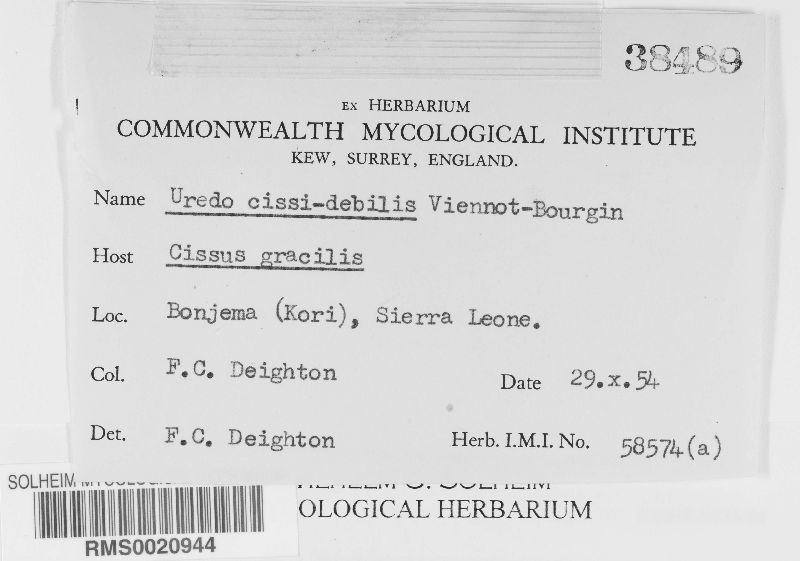 38489
EX HERBARIUM
COMMONWEALTH MYCOLOGICAL INSTITUTE
KEW, SURREY, ENGLAND.
Name Uredo cissi-debilis Viennot-Bourgin
Host Cissus gracilis
Loc. Bonjema (Kori), Sierra Leone.
Col. F.C. Deighton Date 29.x.54
Det. F.C. Deighton Herb. I.M.I. No. 58574(a)
SOLHEIM
SOLHEIM
OLOGICAL HERBARIUM
RMS0020944